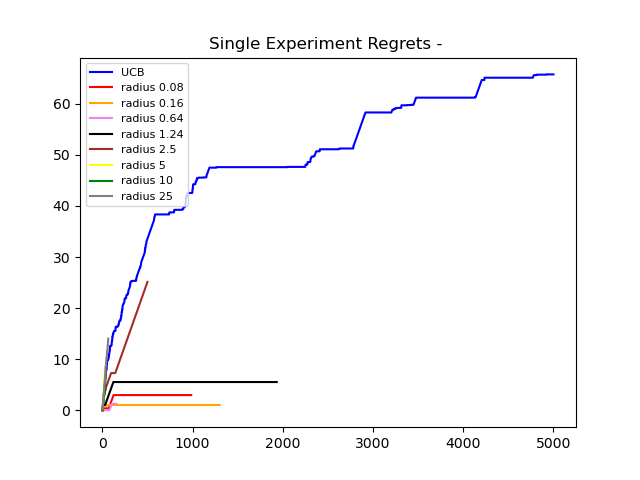 Single Experiment Regrets -
UCB
radius 0.08
radius 0.16
radius 0.64
radius 1.24
radius 2.5
radius 5
radius 10
radius 25
60
50
40
30
20
10
0
0 1000 2000 3000 4000 5000